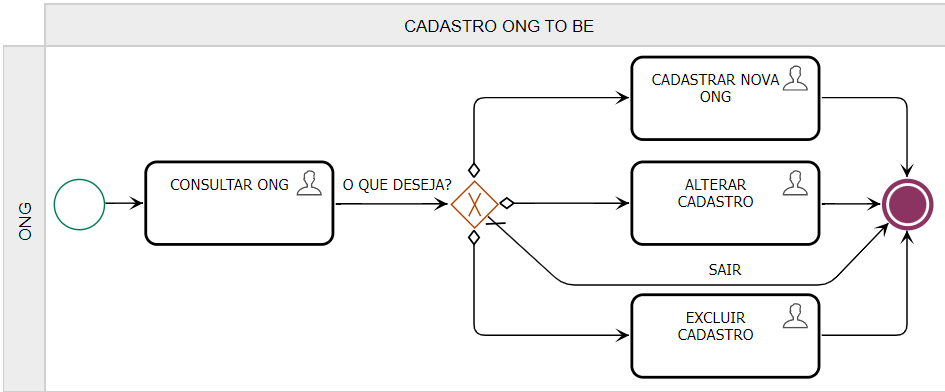 CADASTRO ONG TO BE
ONG
CONSULTAR ONG
O QUE DESEJA?
CADASTRAR NOVA
ONG
ALTERAR
CADASTRO
SAIR
EXCLUIR
CADASTRO